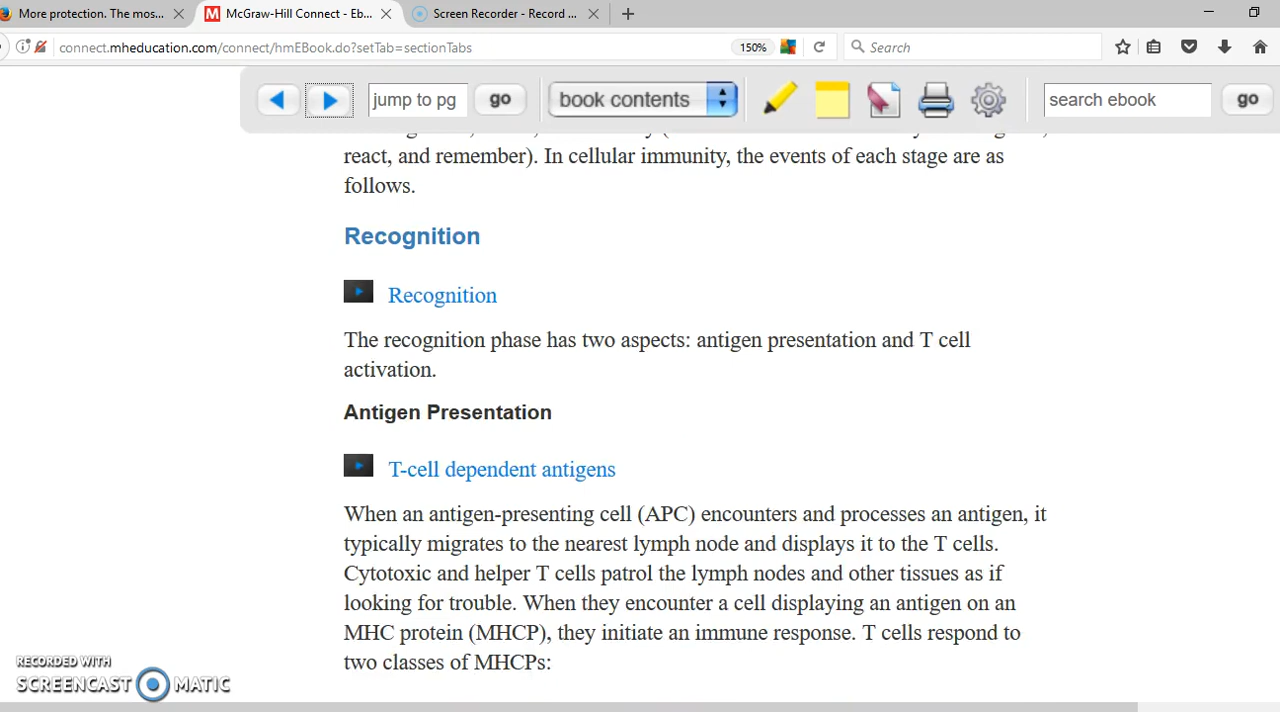 More protection. The mos...
McGraw-Hill Connect - Eb...
Screen Recorder - Record ...
connect.mheducation.com/connect/hmEBook.do?setTab=sectionTabs
150%
Search
jump to pg
go
book contents
search ebook
go
react, and remember). In cellular immunity, the events of each stage are as
follows.
Recognition
Recognition
The recognition phase has two aspects: antigen presentation and T cell
activation.
Antigen Presentation
T-cell dependent antigens
When an antigen-presenting cell (APC) encounters and processes an antigen, it
typically migrates to the nearest lymph node and displays it to the T cells.
Cytotoxic and helper T cells patrol the lymph nodes and other tissues as if
looking for trouble. When they encounter a cell displaying an antigen on an
MHC protein (MHCP), they initiate an immune response. T cells respond to
two classes of MHCPs:
RECORDED WITH
SCREENCAST MATIC